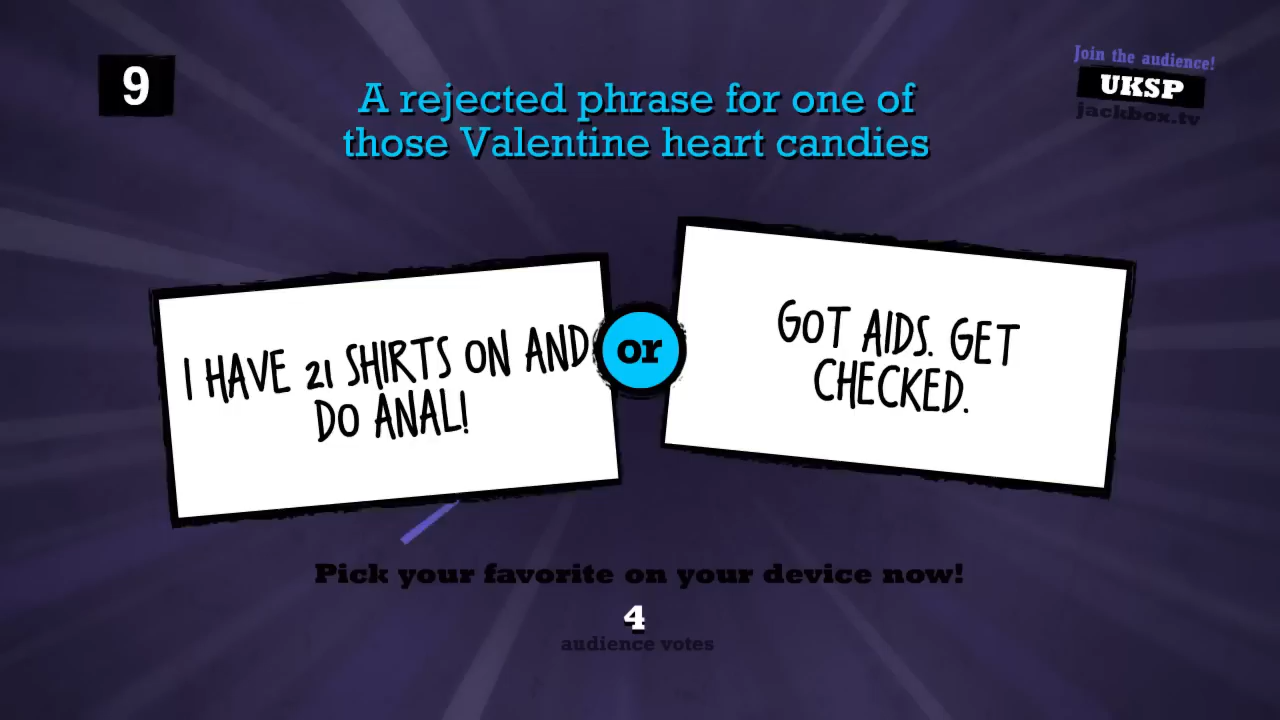 9
Join the audience!
UKSP
jackbox.tv
A rejected phrase for one of
those Valentine heart candies
I HAVE 21 SHIRTS ON AND
DO ANAL!
or
GOT AIDS. GET
CHECKED.
Pick your favorite on your device now!
4
audience votes